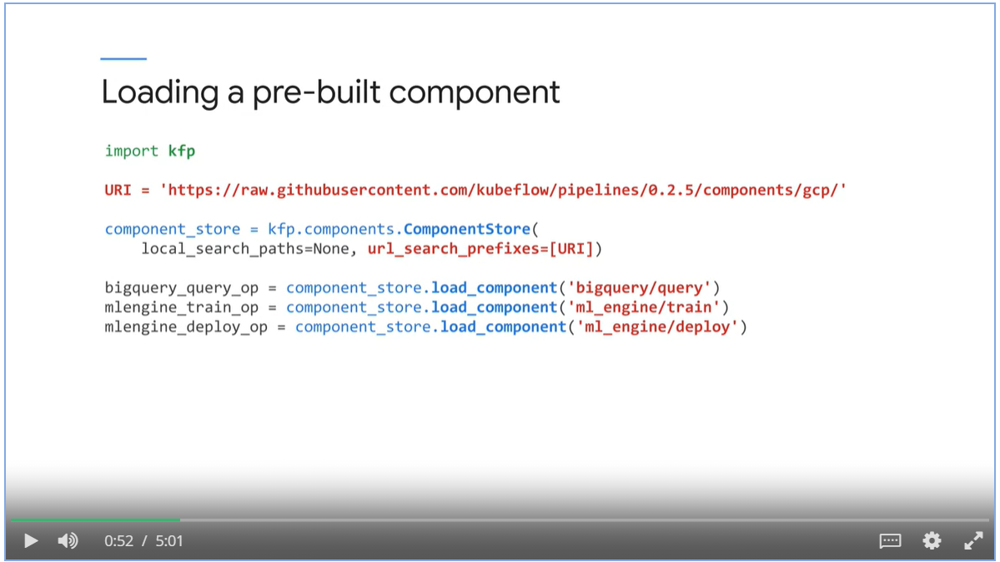 Loading a pre-built component
import kfp
URI = 'https://raw.githubusercontent.com/kubeflow/pipelines/0.2.5/components/gcp/'
component_store = kfp.components.ComponentStore(
    local_search_paths=None, url_search_prefixes=[URI])
bigquery_query_op = component_store.load_component('bigquery/query')
mlengine_train_op = component_store.load_component('ml_engine/train')
mlengine_deploy_op = component_store.load_component('ml_engine/deploy')
0:52 / 5:01